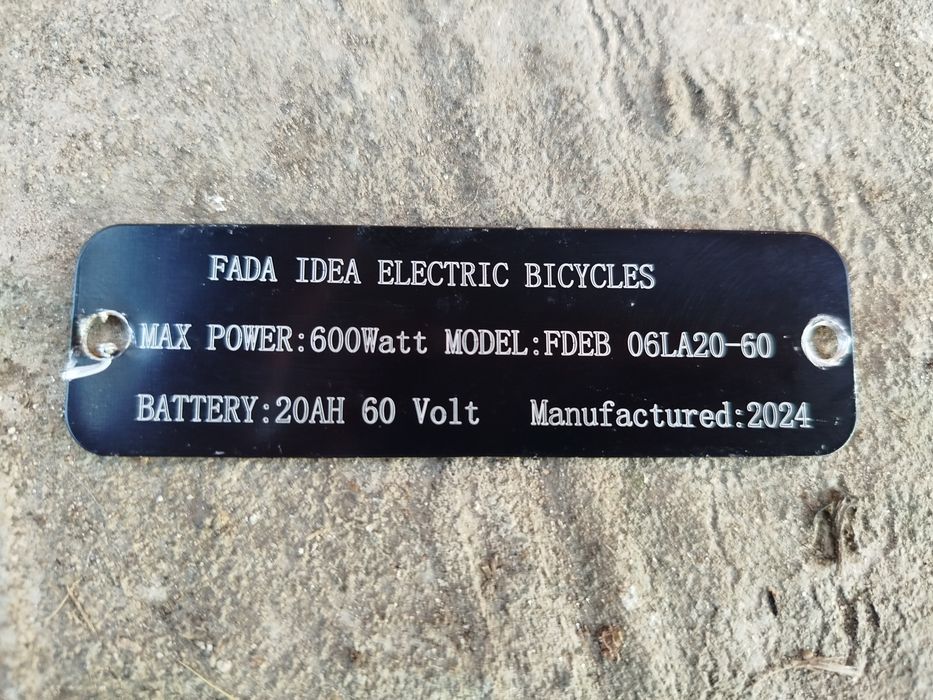 FADA IDEA ELECTRIC BICYCLES
MAX POWER:600Watt MODEL:FDEB 06LA20-60
BATTERY:20AH 60 Volt Manufactured:2024